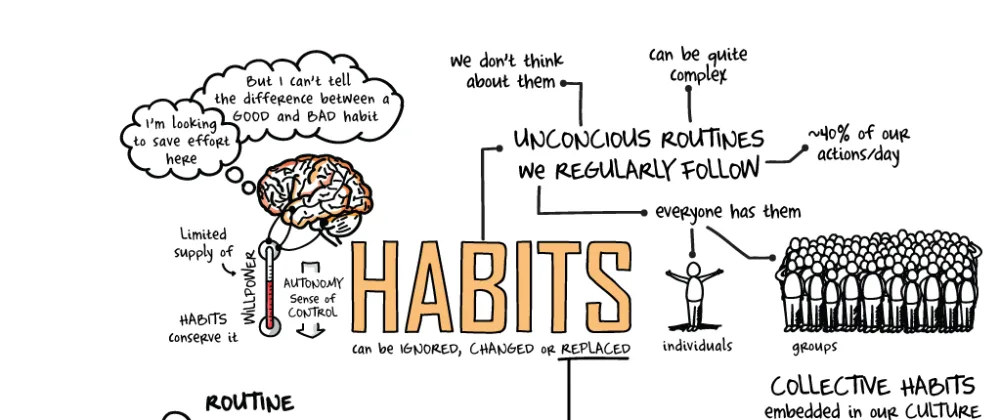 we don't think
about them
can be quite
complex
But I can't tell
the difference between a
GOOD and BAD habit
I'm looking
to save effort
here
UNCONCIOUS ROUTINES
we REGULARLY FOLLOW
~40% of our
actions/day
everyone has them
Limited
supply of
WILLPOWER
HABITS
conserve it
AUTONOMY
Sense of
CONTROL
HABITS
can be IGNORED, CHANGED or REPLACED
individuals
groups
COLLECTIVE HABITS
embedded in our CULTURE
ROUTINE